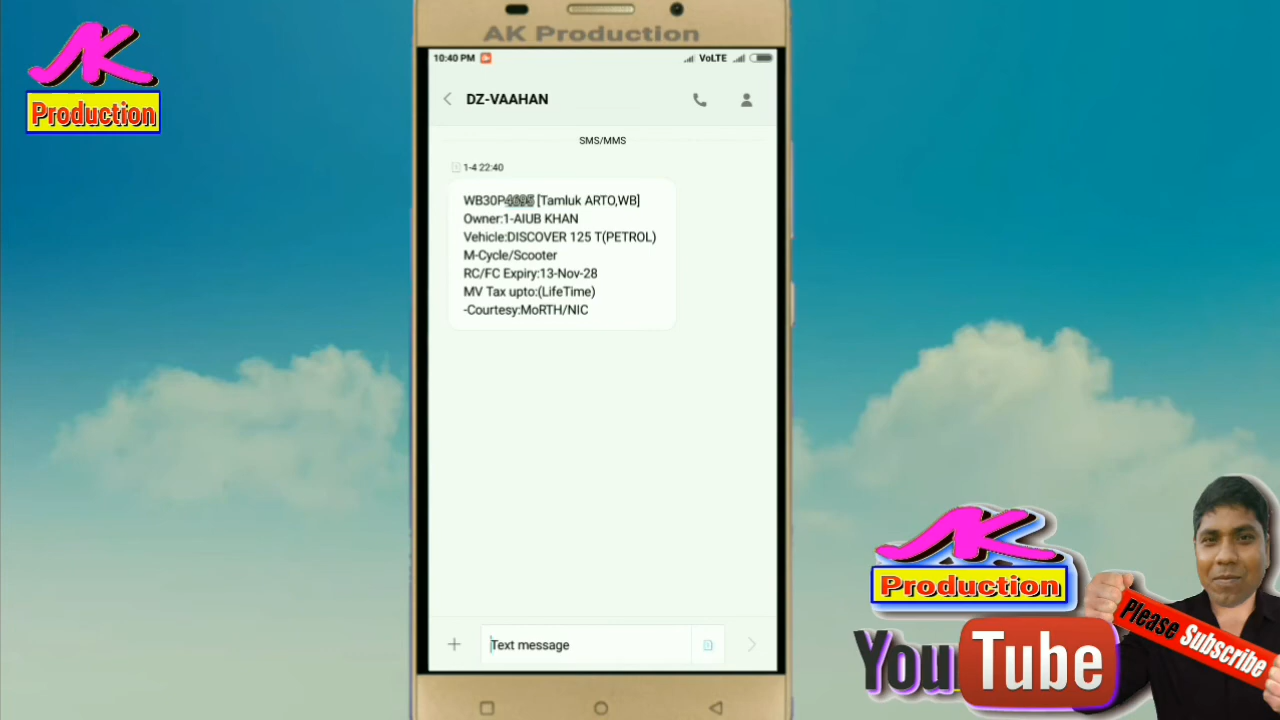 AK Production
AK
Production
10:40 PM
VoLTE
DZ-VAAHAN
SMS/MMS
1-4 22:40
WB30P [Tamluk ARTO,WB]
Owner:1-AIUB KHAN
Vehicle:DISCOVER 125 T(PETROL)
M-Cycle/Scooter
RC/FC Expiry:13-Nov-28
MV Tax upto:(LifeTime)
-Courtesy:MoRTH/NIC
Text message
AK
Production
YouTube
Please Subscribe